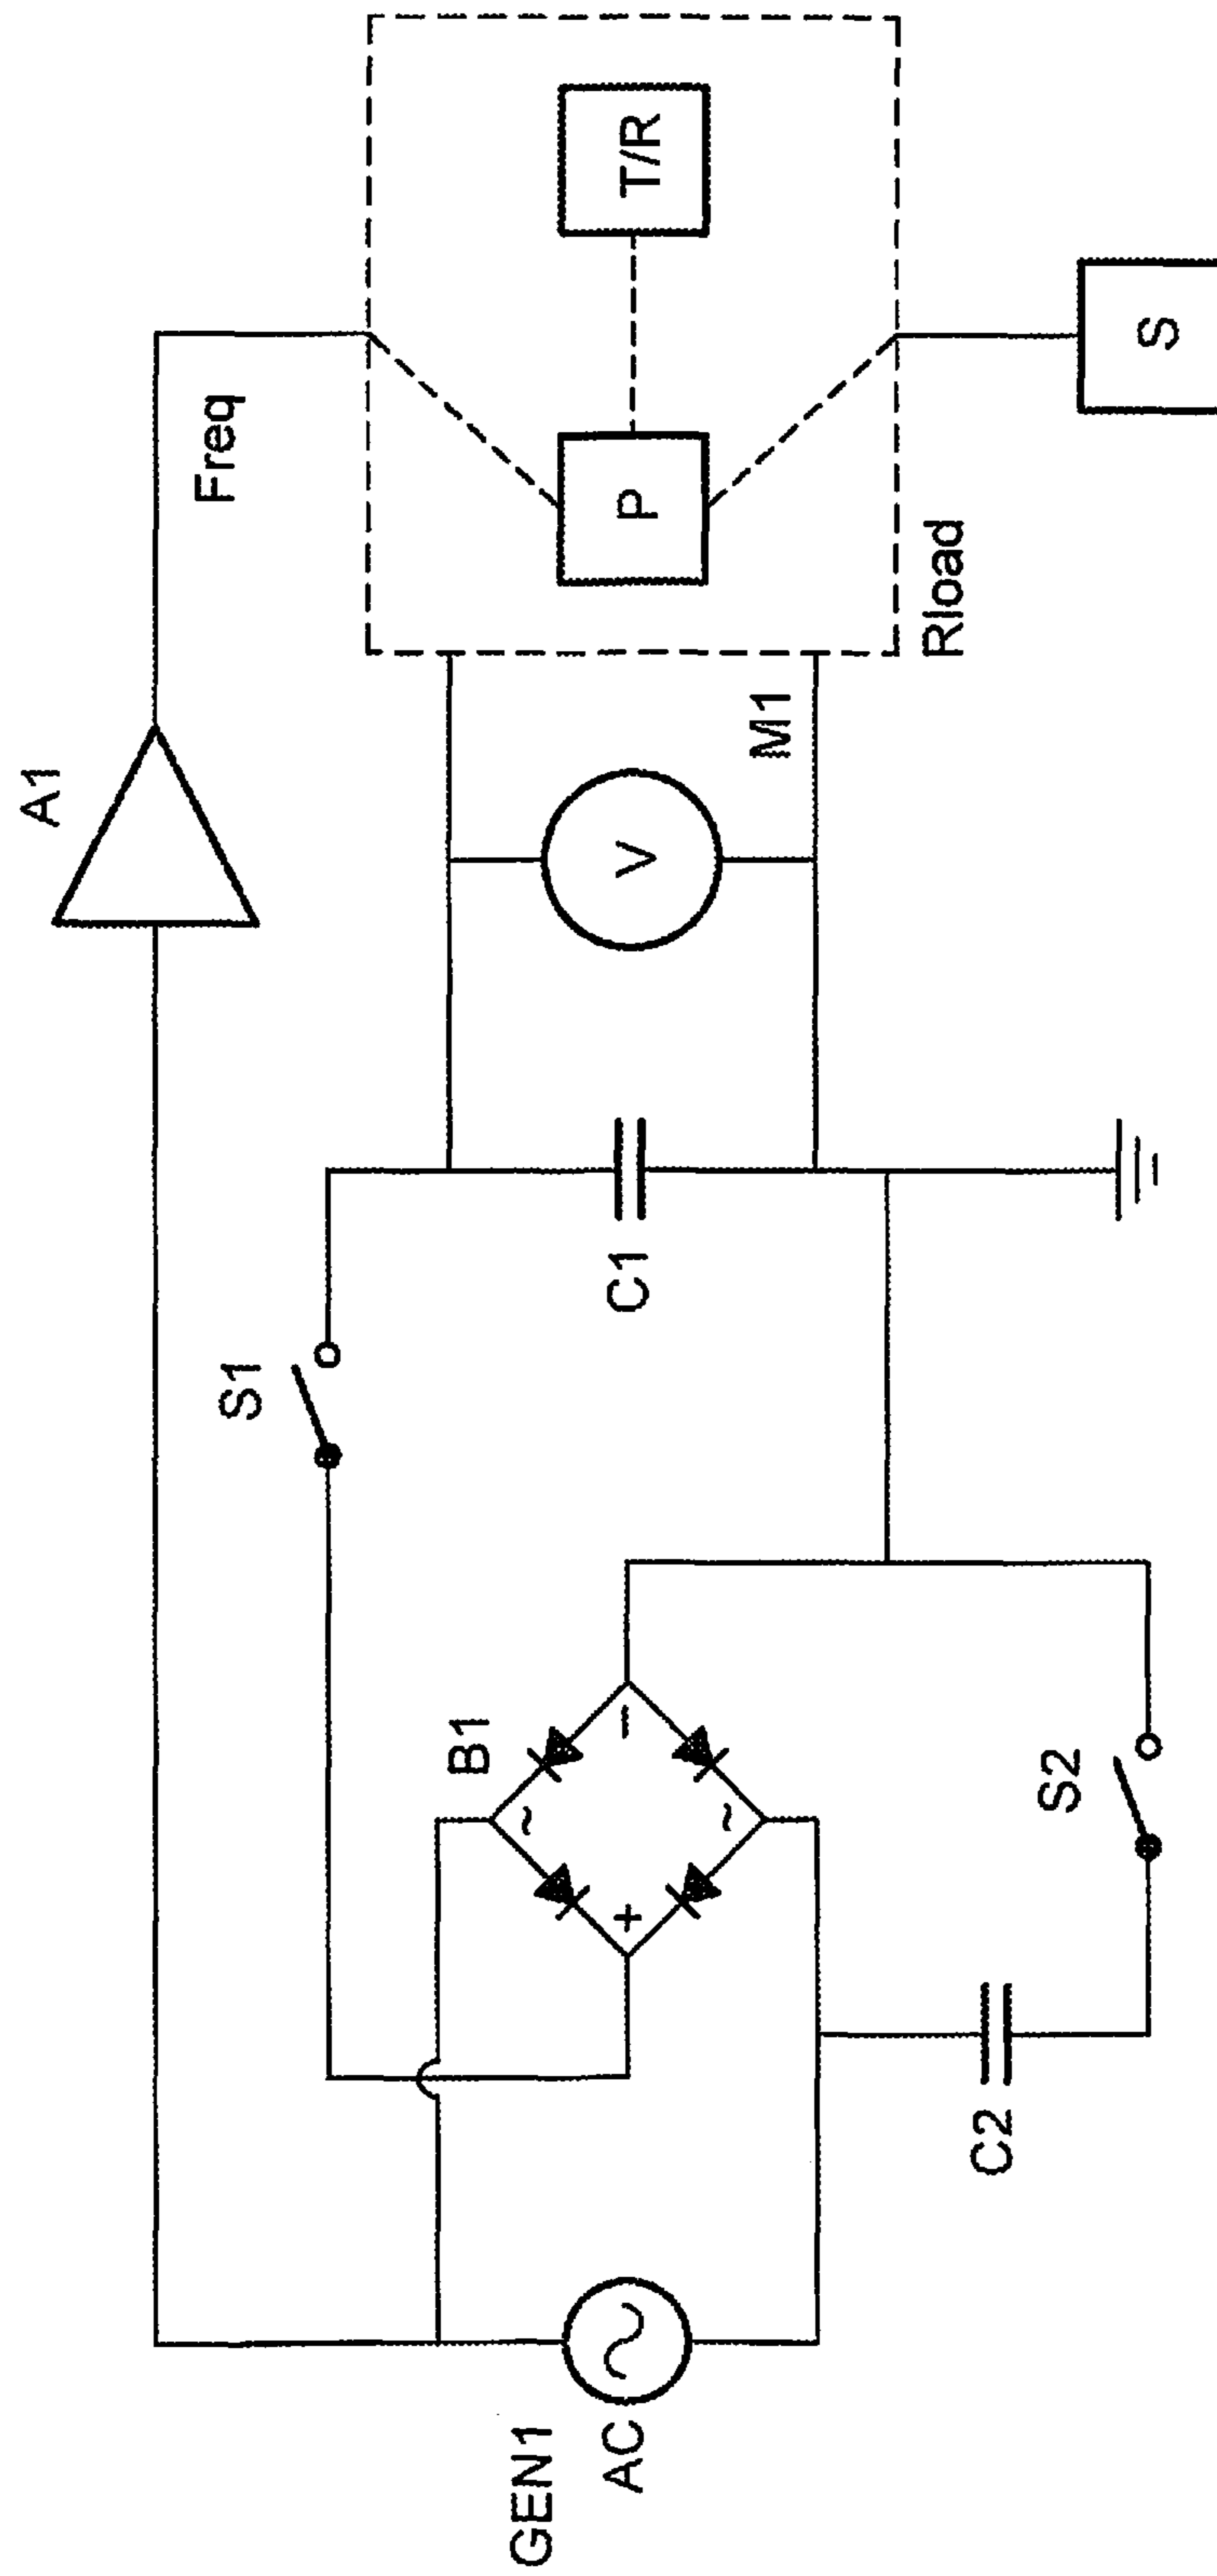 A1
Freq
S1
T/R
P
V
M1
Rload
S
C1
B1
~
~
+
−
GEN1
AC
~
C2
S2